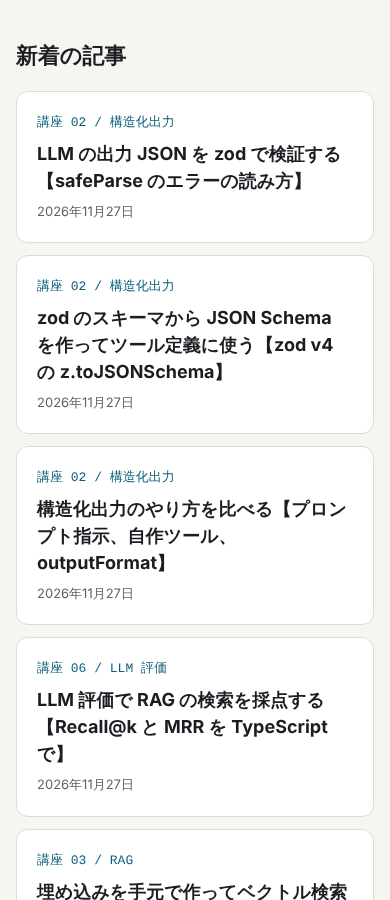 新着の記事
講座 02 / 構造化出力
LLM の出力 JSON を zod で検証する
【safeParse のエラーの読み方】
2026年11月27日
講座 02 / 構造化出力
zod のスキーマから JSON Schema
を作ってツール定義に使う【zod v4
の z.toJSONSchema】
2026年11月27日
講座 02 / 構造化出力
構造化出力のやり方を比べる【プロン
プト指示、自作ツール、
outputFormat】
2026年11月27日
講座 06 / LLM 評価
LLM 評価で RAG の検索を採点する
【Recall@k と MRR を TypeScript
で】
2026年11月27日
講座 03 / RAG
埋め込みを手元で作ってベクトル検索